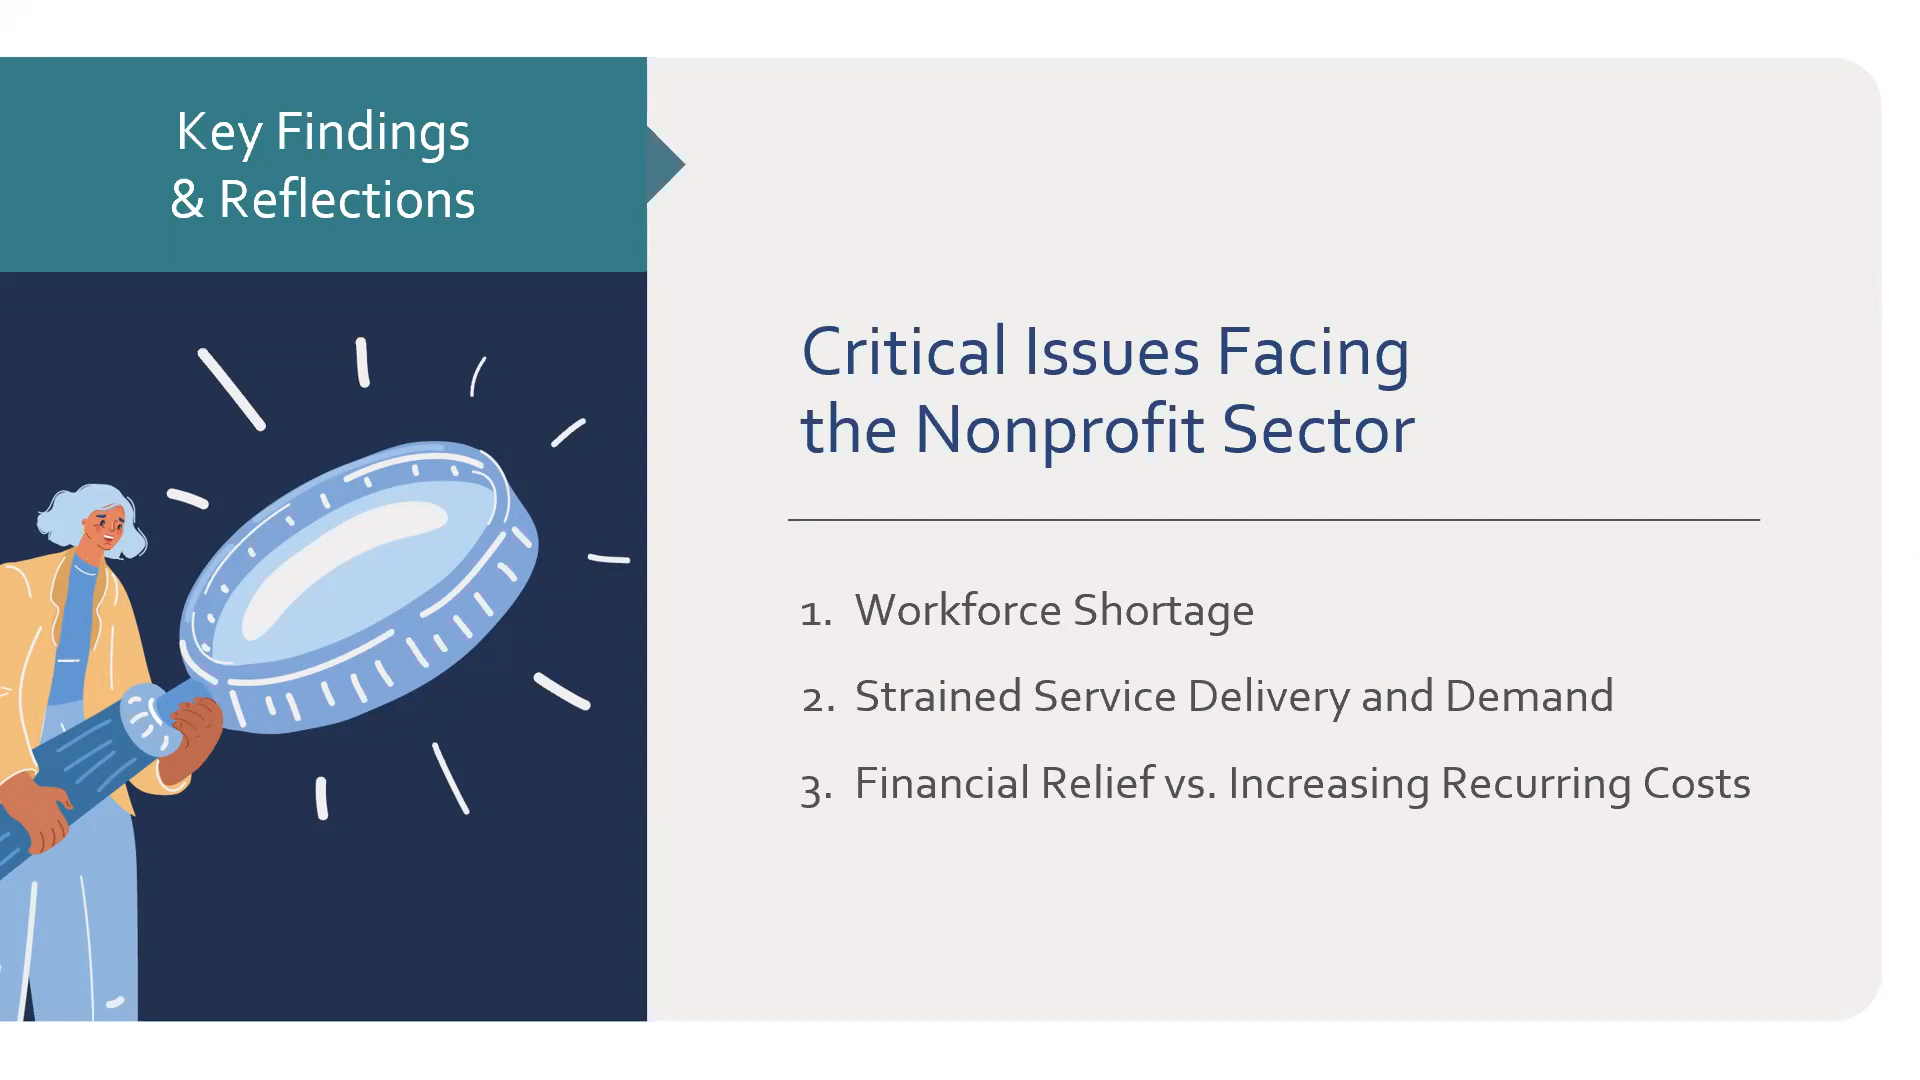 Key Findings
& Reflections
Critical Issues Facing
the Nonprofit Sector
1. Workforce Shortage
2. Strained Service Delivery and Demand
3. Financial Relief vs. Increasing Recurring Costs